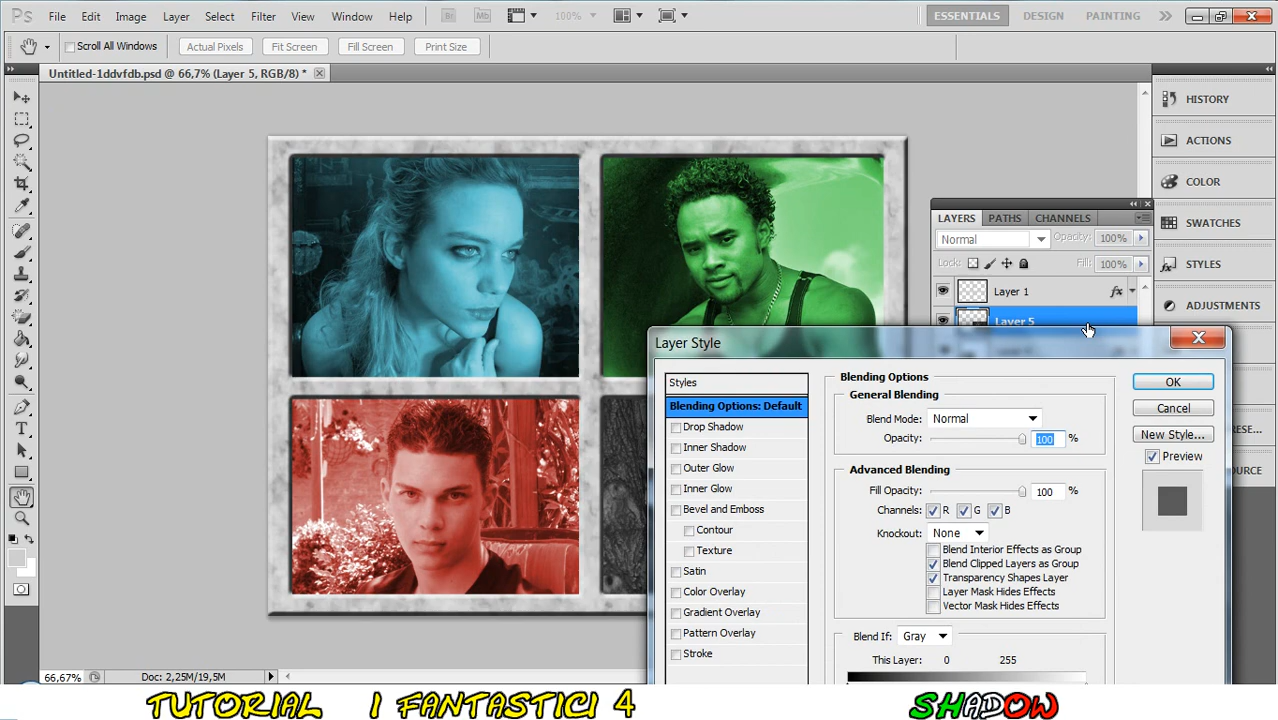 Ps File Edit Image Layer Select Filter View Window Help Br Mb 100% ESSENTIALS DESIGN PAINTING
Scroll All Windows Actual Pixels Fit Screen Fill Screen Print Size
Untitled-1ddvfdb.psd @ 66,7% (Layer 5, RGB/8) *
HISTORY
ACTIONS
COLOR
SWATCHES
STYLES
ADJUSTMENTS
LAYERS PATHS CHANNELS
Normal Opacity: 100%
Lock: Fill: 100%
Layer 1 fx
Layer 5
Layer Style
Styles
Blending Options: Default
Drop Shadow
Inner Shadow
Outer Glow
Inner Glow
Bevel and Emboss
Contour
Texture
Satin
Color Overlay
Gradient Overlay
Pattern Overlay
Stroke
Blending Options
General Blending
Blend Mode: Normal
Opacity: 100 %
Advanced Blending
Fill Opacity: 100 %
Channels: R G B
Knockout: None
Blend Interior Effects as Group
Blend Clipped Layers as Group
Transparency Shapes Layer
Layer Mask Hides Effects
Vector Mask Hides Effects
Blend If: Gray
This Layer: 0 255
OK
Cancel
New Style...
Preview
RESE...
OURCE
66,67% Doc: 2,25M/19,5M
TUTORIAL I FANTASTICI 4 SHADOW